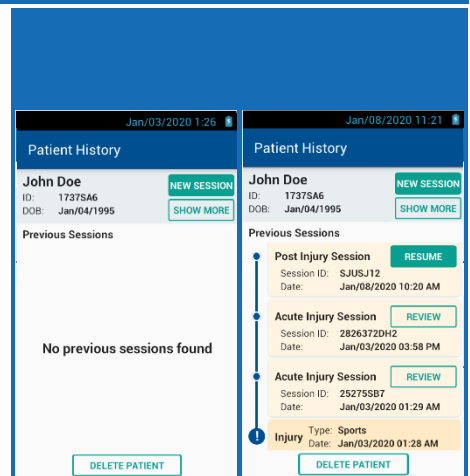 Jan/03/2020 1:26
Patient History
John Doe
NEW SESSION
ID: 1737SA6
DOB: Jan/04/1995
SHOW MORE
Previous Sessions
No previous sessions found
DELETE PATIENT
Jan/08/2020 11:21
Patient History
John Doe
NEW SESSION
ID: 1737SA6
DOB: Jan/04/1995
SHOW MORE
Previous Sessions
Post Injury Session
RESUME
Session ID: SJUSJ12
Date: Jan/08/2020 10:20 AM
Acute Injury Session
REVIEW
Session ID: 2826372DH2
Date: Jan/03/2020 03:58 PM
Acute Injury Session
REVIEW
Session ID: 25275SB7
Date: Jan/03/2020 01:29 AM
Injury
Type: Sports
Date: Jan/03/2020 01:28 AM
DELETE PATIENT